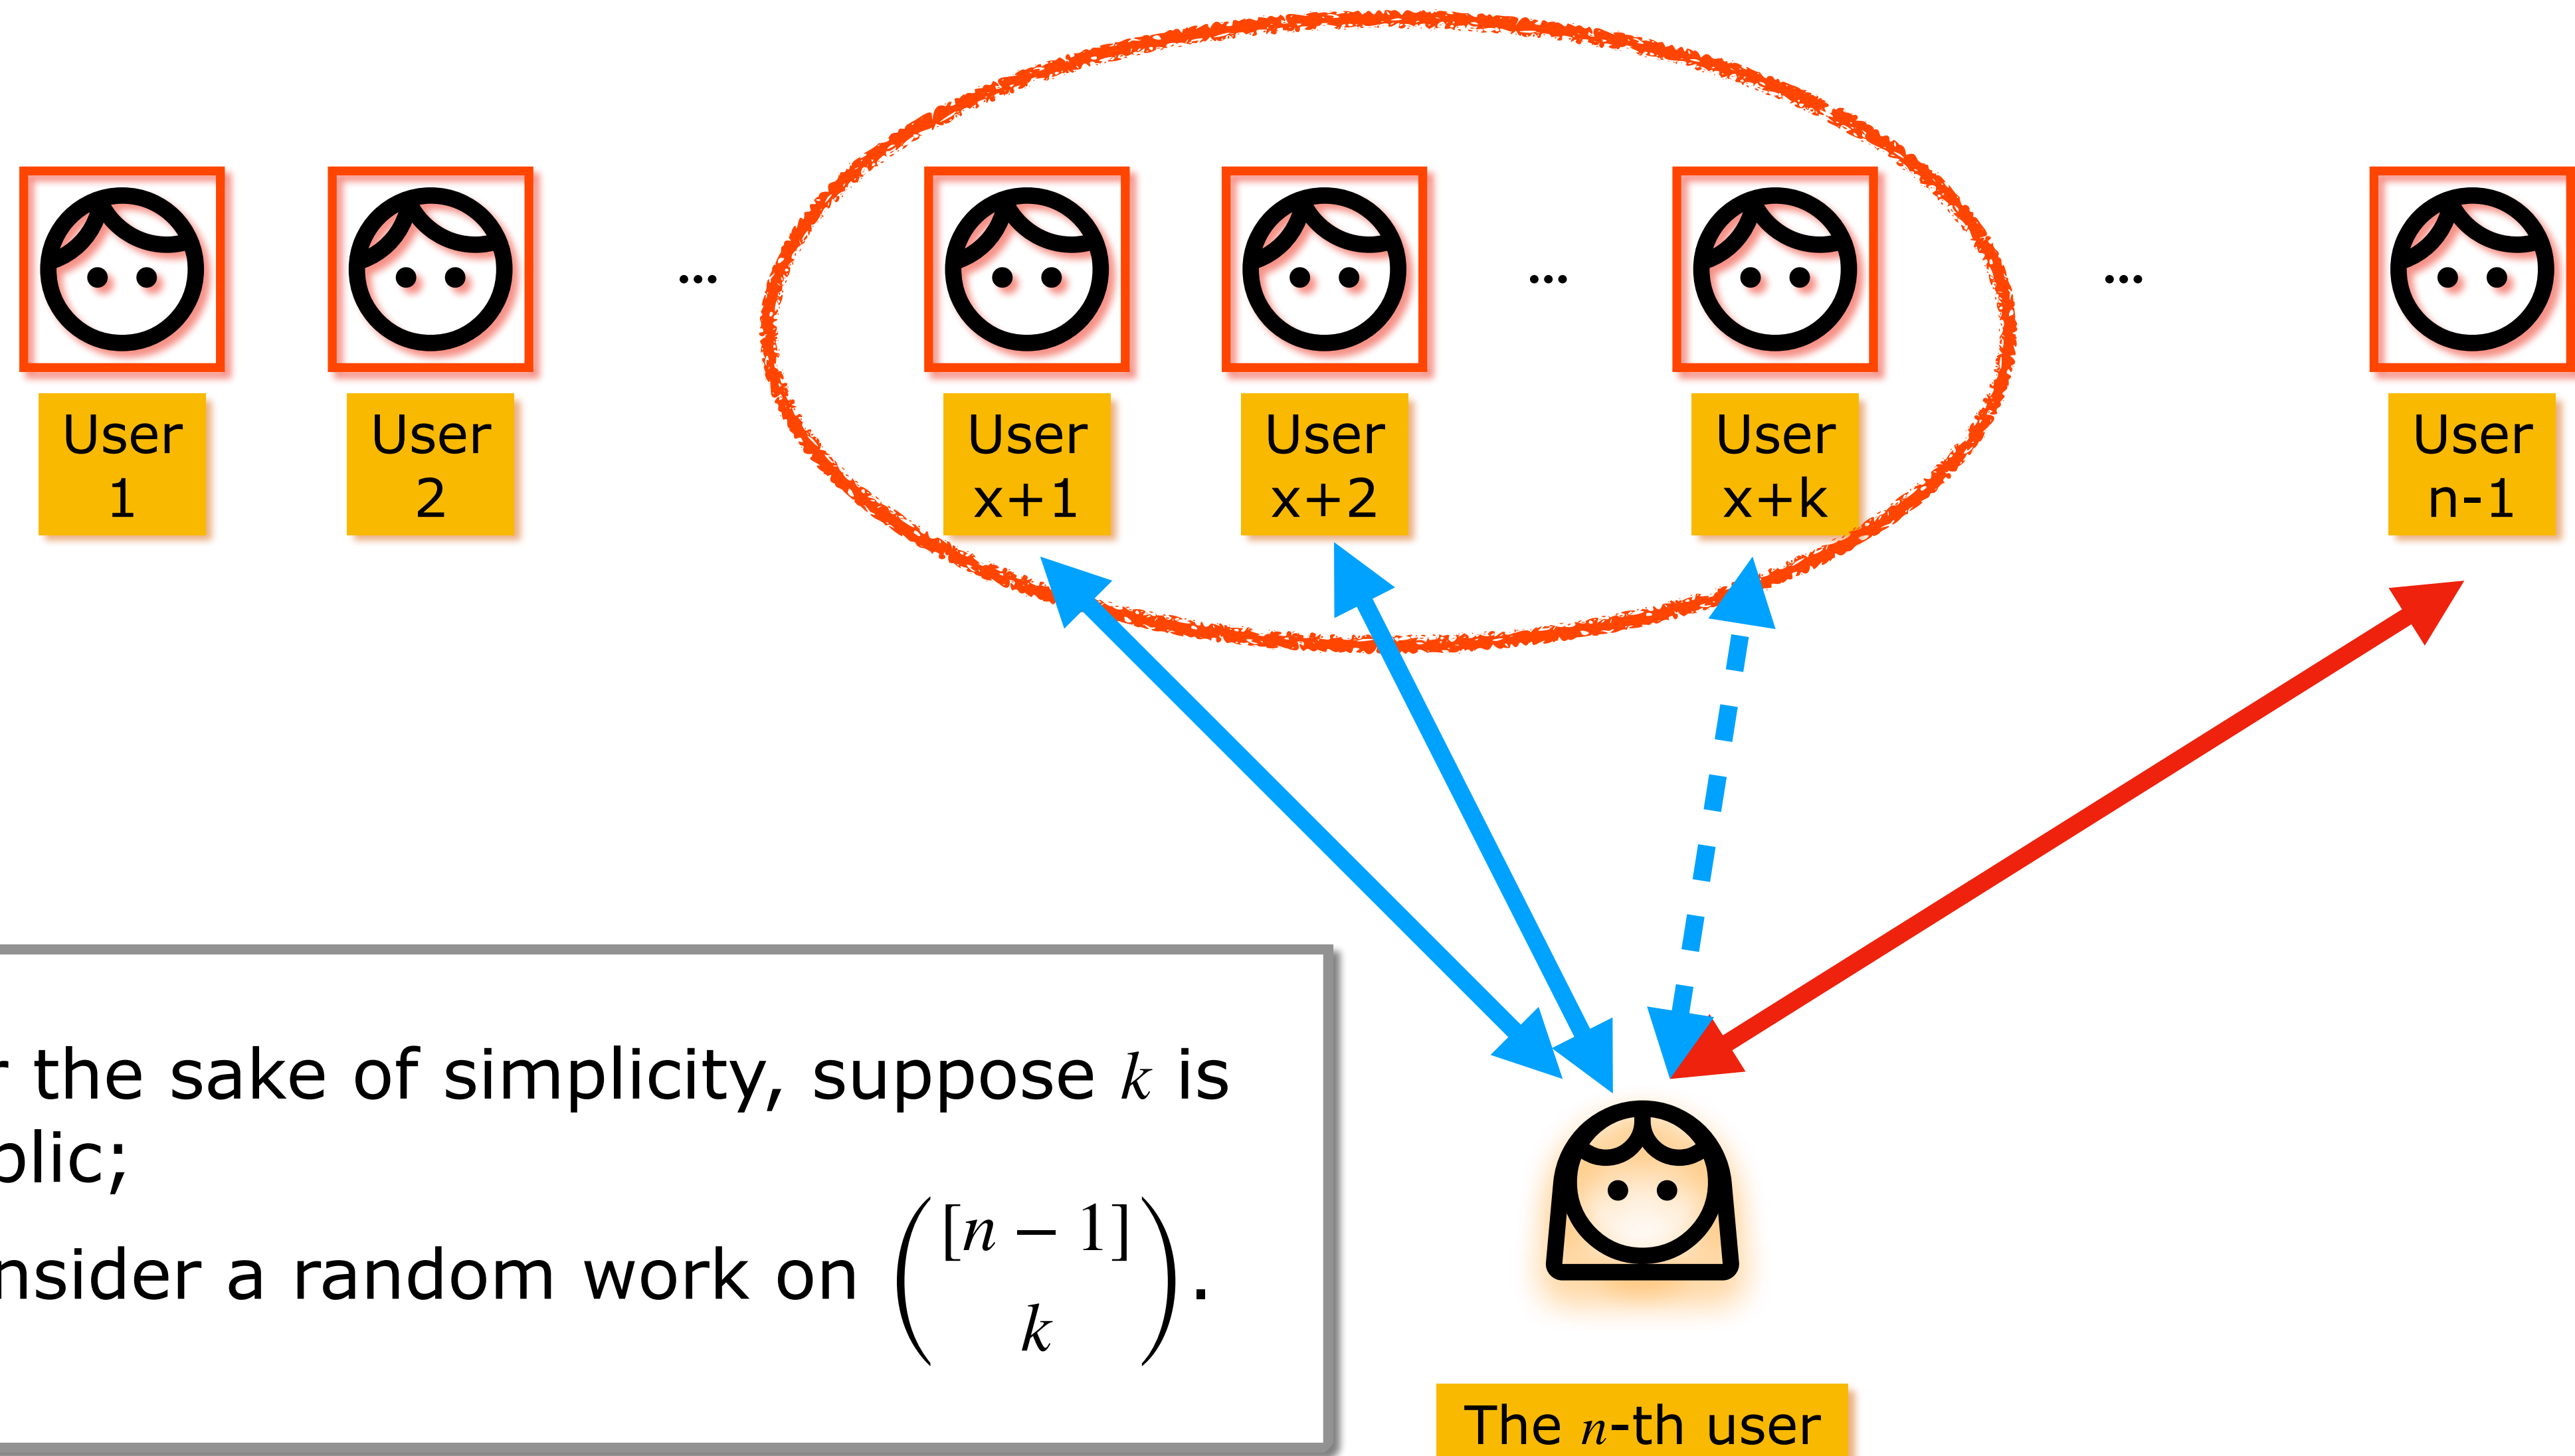 ... ... ...
User User User User User User
1 2 x+1 x+2 x+k n-1
r the sake of simplicity, suppose k is
blic;
nsider a random work on ([n − 1] k).
The n-th user